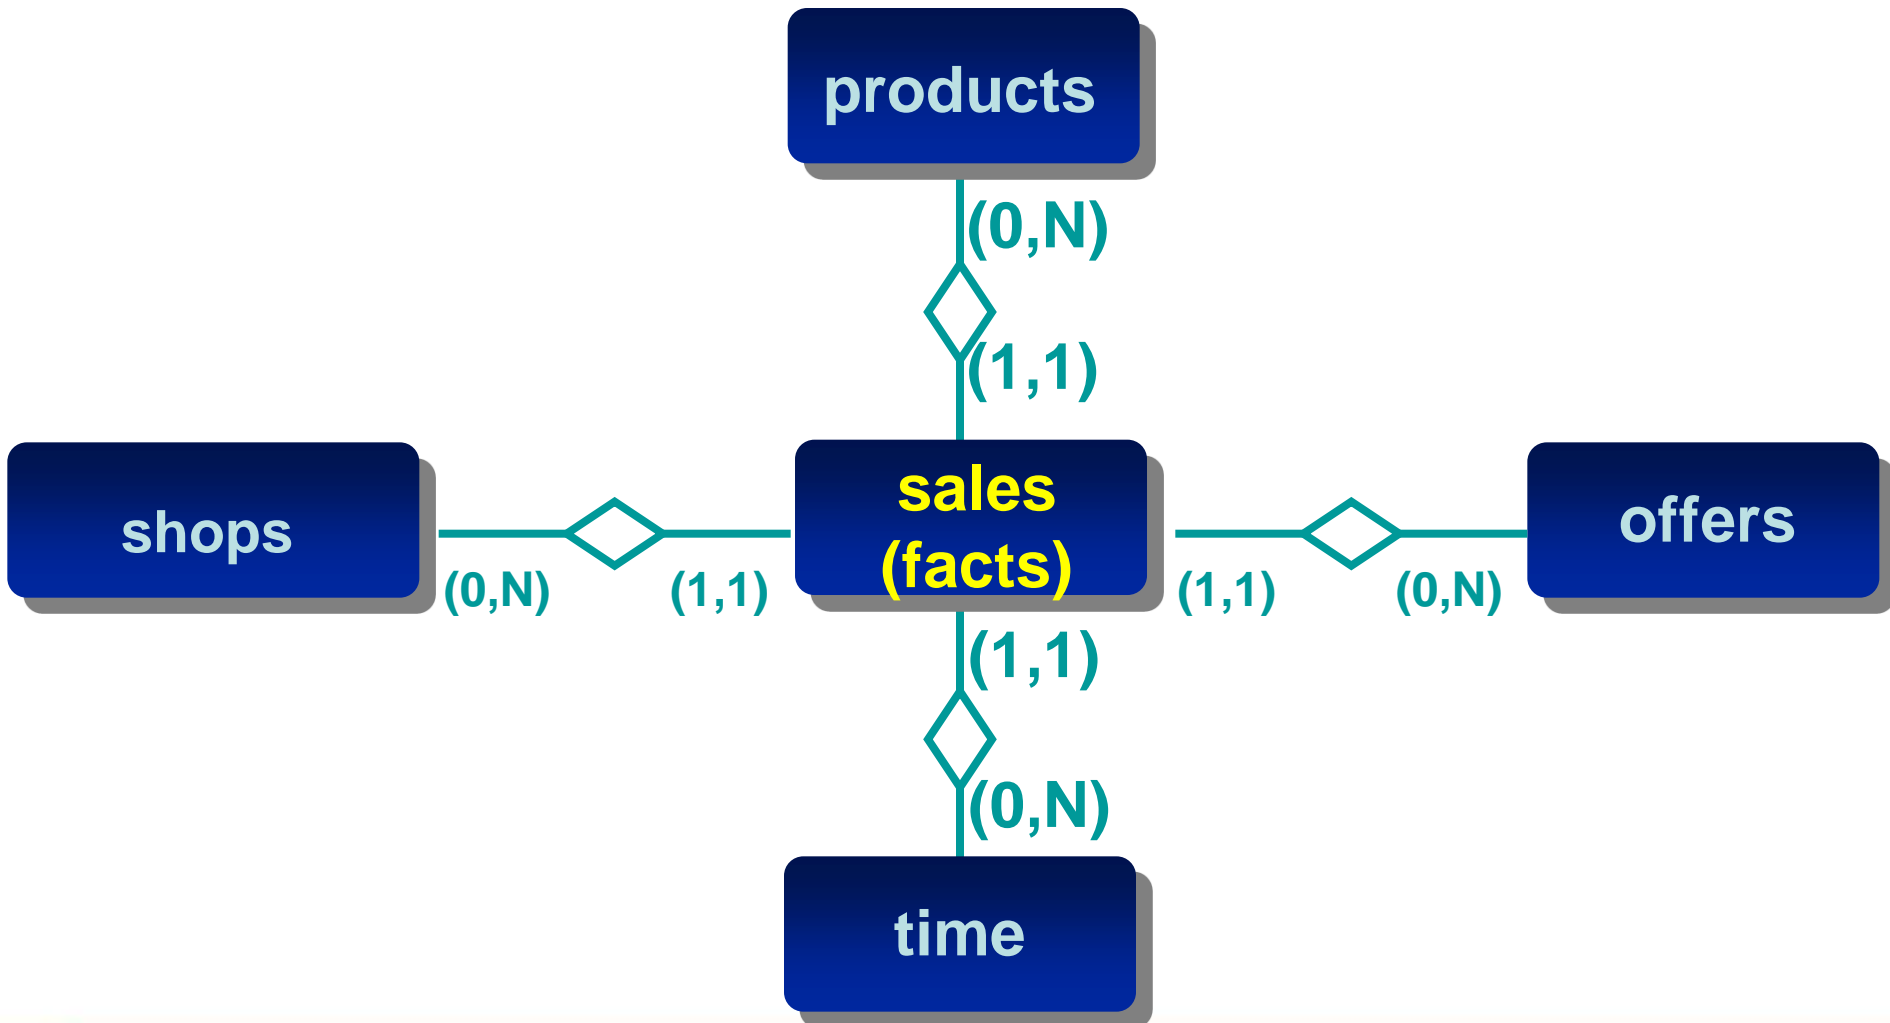 products
(0,N)
(1,1)
shops
(0,N)
(1,1)
sales
(facts)
(1,1)
(0,N)
offers
(1,1)
(0,N)
time